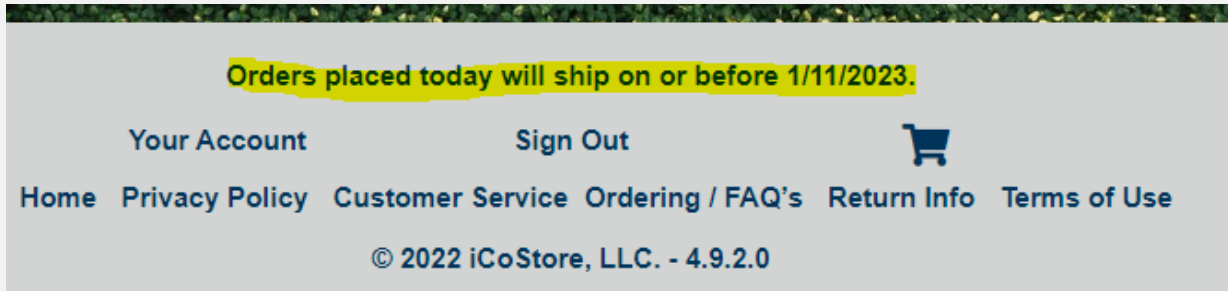 Orders placed today will ship on or before 1/11/2023.
Your Account Sign Out
Home Privacy Policy Customer Service Ordering / FAQ's Return Info Terms of Use
© 2022 iCoStore, LLC. - 4.9.2.0